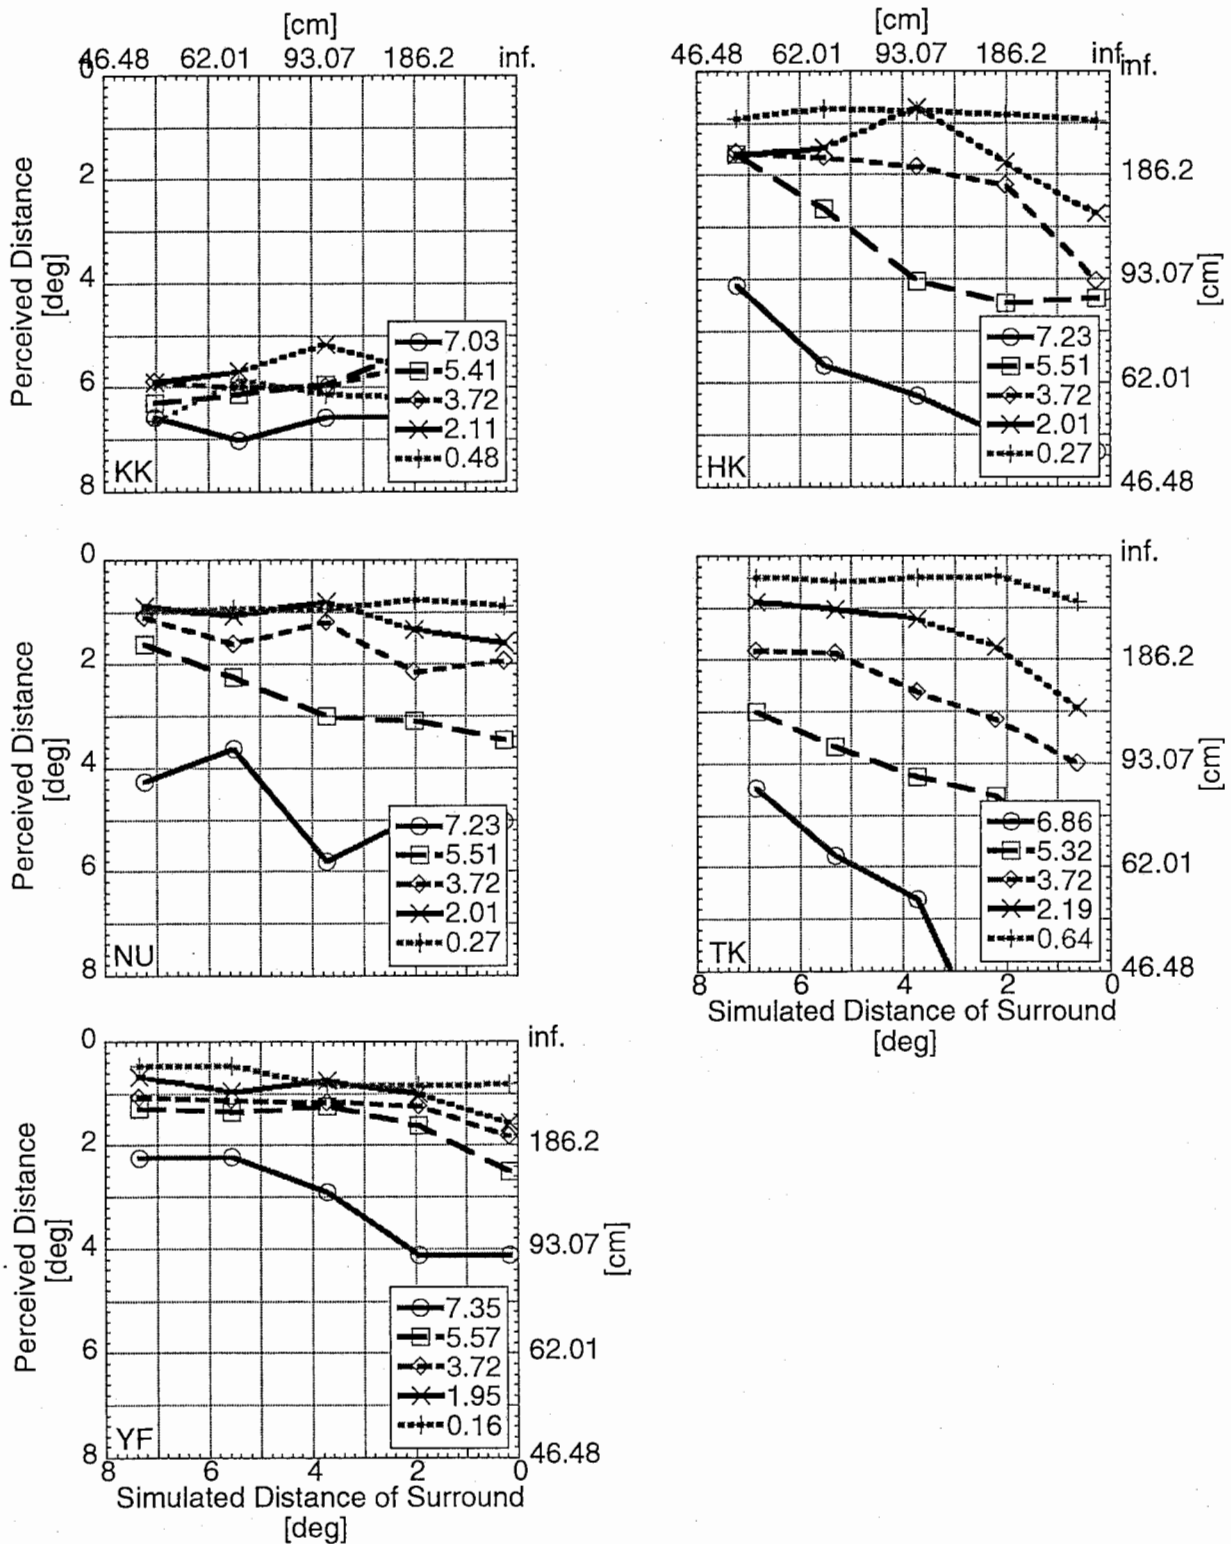 [cm]
46.48 62.01 93.07 186.2 inf.
0
2
4
6
8
Perceived Distance
[deg]
7.03
5.41
3.72
2.11
0.48
KK
[cm]
46.48 62.01 93.07 186.2 inf.
inf.
186.2
93.07
62.01
46.48
[cm]
7.23
5.51
3.72
2.01
0.27
HK
0
2
4
6
8
Perceived Distance
[deg]
7.23
5.51
3.72
2.01
0.27
NU
inf.
186.2
93.07
62.01
46.48
[cm]
6.86
5.32
3.72
2.19
0.64
TK
8 6 4 2 0
Simulated Distance of Surround
[deg]
0
2
4
6
8
Perceived Distance
[deg]
inf.
186.2
93.07
62.01
46.48
[cm]
7.35
5.57
3.72
1.95
0.16
YF
8 6 4 2 0
Simulated Distance of Surround
[deg]